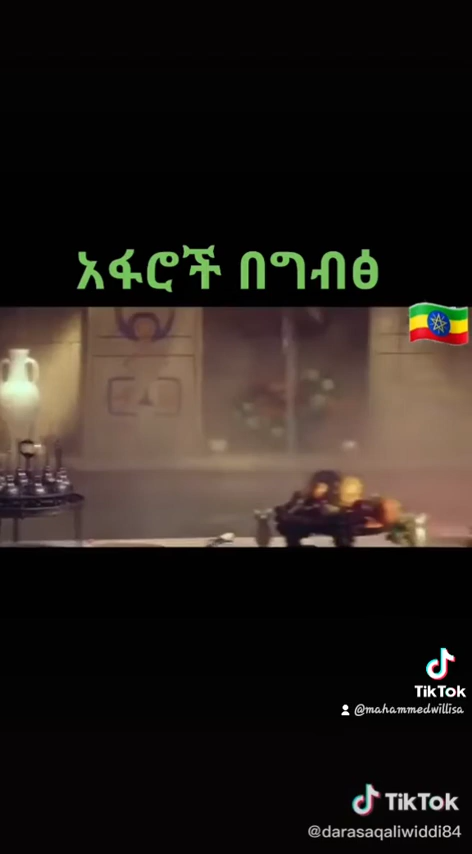 አፋሮች በግብፅ
TikTok
@mahammedwillisa
TikTok
@darasaqaliwiddi84